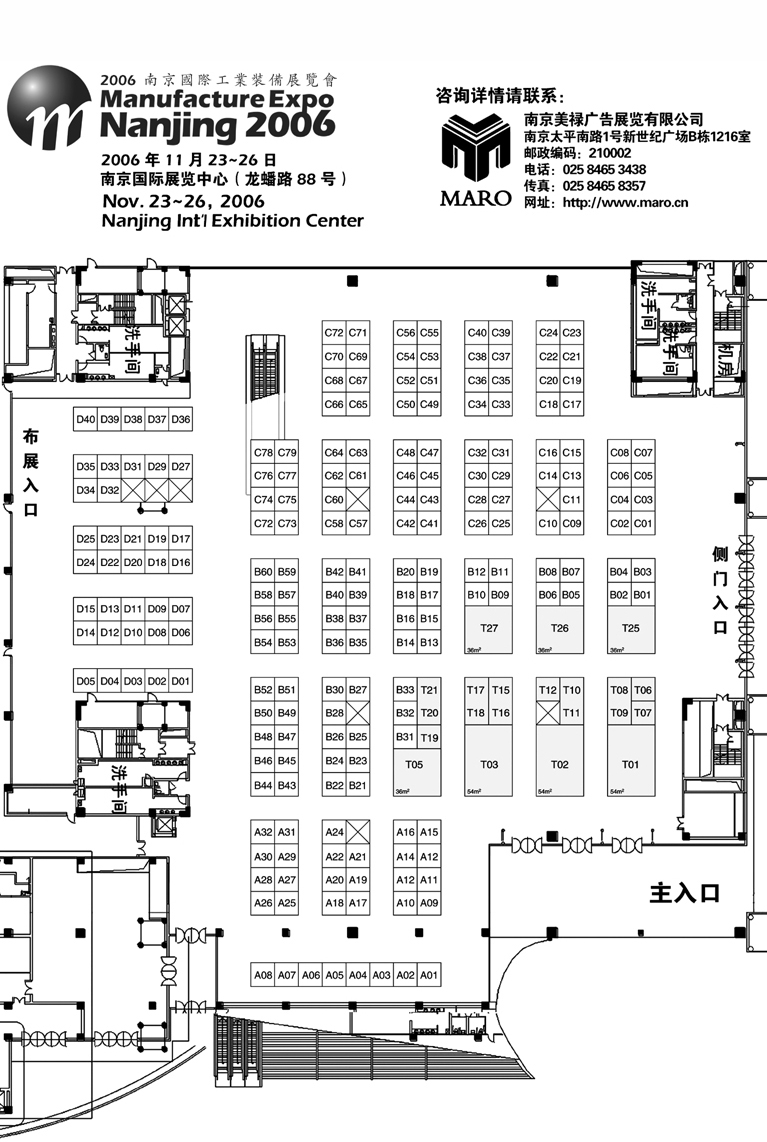 2006 南京國際工業裝備展覽會
Manufacture Expo
Nanjing 2006
2006 年 11 月 23~26 日
南京国际展览中心（龙蟠路 88 号）
Nov. 23~26, 2006
Nanjing Int'l Exhibition Center
m
咨询详情请联系：
MARO
南京美禄广告展览有限公司
南京太平南路1号新世纪广场B栋1216室
邮政编码：210002
电话：025 8465 3438
传真：025 8465 8357
网址：http://www.maro.cn
洗手间
洗手间
洗手间
机房
布展入口
C72 C71 C56 C55 C40 C39 C24 C23
C70 C69 C54 C53 C38 C37 C22 C21
C68 C67 C52 C51 C36 C35 C20 C19
C66 C65 C50 C49 C34 C33 C18 C17
D40 D39 D38 D37 D36
C78 C79 C64 C63 C48 C47 C32 C31 C16 C15 C08 C07
D35 D33 D31 D29 D27 C76 C77 C62 C61 C46 C45 C30 C29 C14 C13 C06 C05
D34 D32 C74 C75 C60 C44 C43 C28 C27 C11 C04 C03
C72 C73 C58 C57 C42 C41 C26 C25 C10 C09 C02 C01
D25 D23 D21 D19 D17
D24 D22 D20 D18 D16
侧门入口
B60 B59 B42 B41 B20 B19 B12 B11 B08 B07 B04 B03
B58 B57 B40 B39 B18 B17 B10 B09 B06 B05 B02 B01
D15 D13 D11 D09 D07 B56 B55 B38 B37 B16 B15 T27 T26 T25
D14 D12 D10 D08 D06 B54 B53 B36 B35 B14 B13 36m² 36m² 36m²
D05 D04 D03 D02 D01
B52 B51 B30 B27 B33 T21 T17 T15 T12 T10 T08 T06
B50 B49 B28 B32 T20 T18 T16 T11 T09 T07
B48 B47 B26 B25 B31 T19
B46 B45 B24 B23 T05 T03 T02 T01
B44 B43 B22 B21 36m² 54m² 54m² 54m²
洗手间
A32 A31 A24 A16 A15
A30 A29 A22 A21 A14 A12
A28 A27 A20 A19 A12 A11
A26 A25 A18 A17 A10 A09
主入口
A08 A07 A06 A05 A04 A03 A02 A01